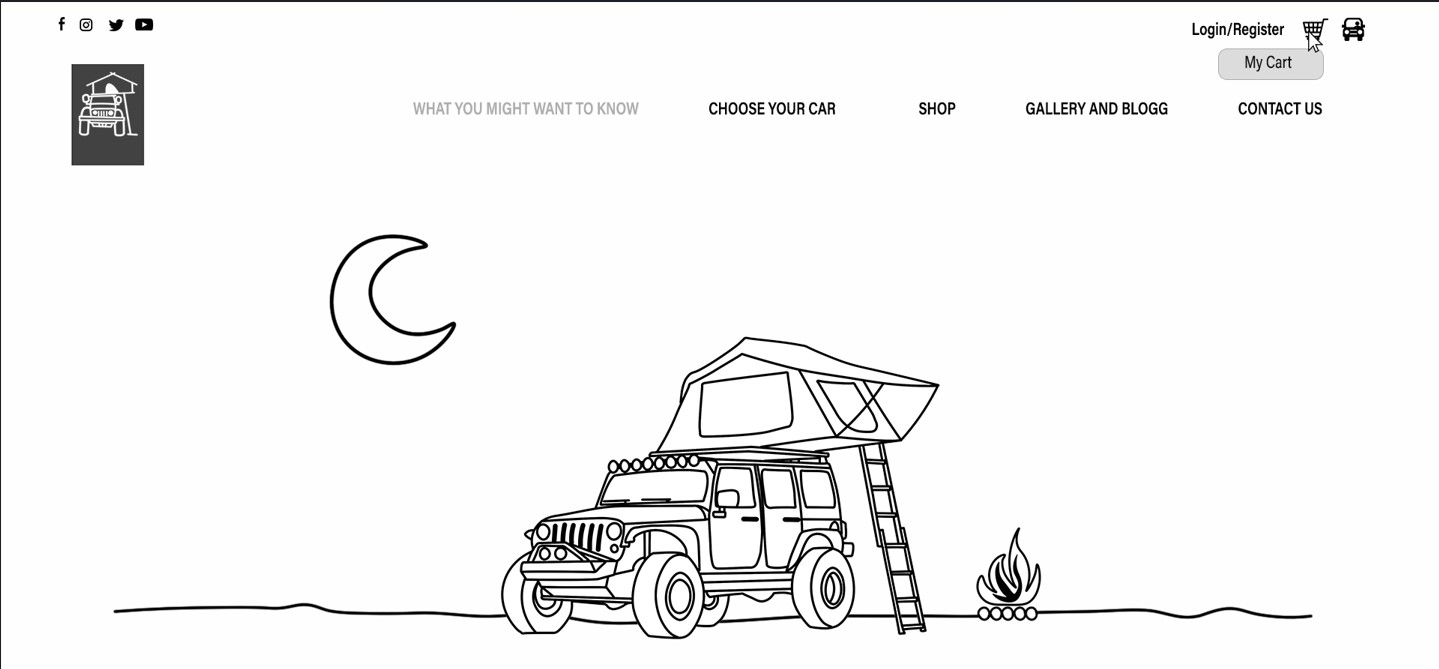 Login/Register
My Cart
WHAT YOU MIGHT WANT TO KNOW
CHOOSE YOUR CAR
SHOP
GALLERY AND BLOGG
CONTACT US